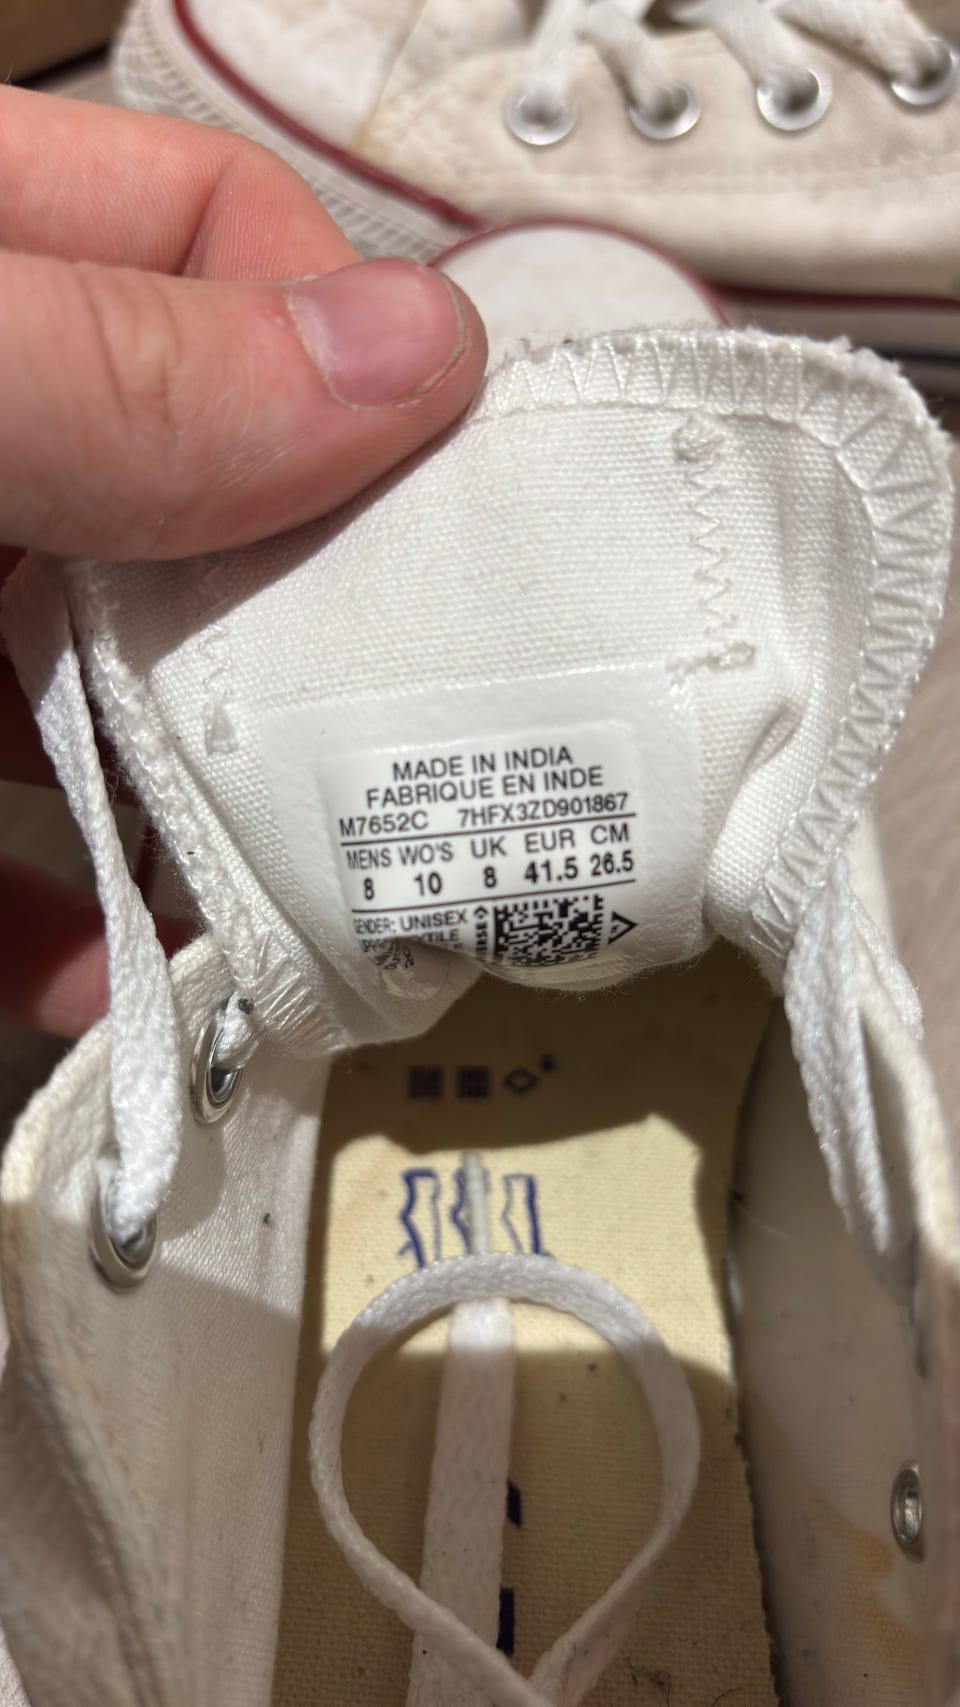 MADE IN INDIA
FABRIQUE EN INDE
M7652C 7HFX3ZD901867
MENS WO'S UK EUR CM
8 10 8 41.5 26.5
GENDER: UNISEX